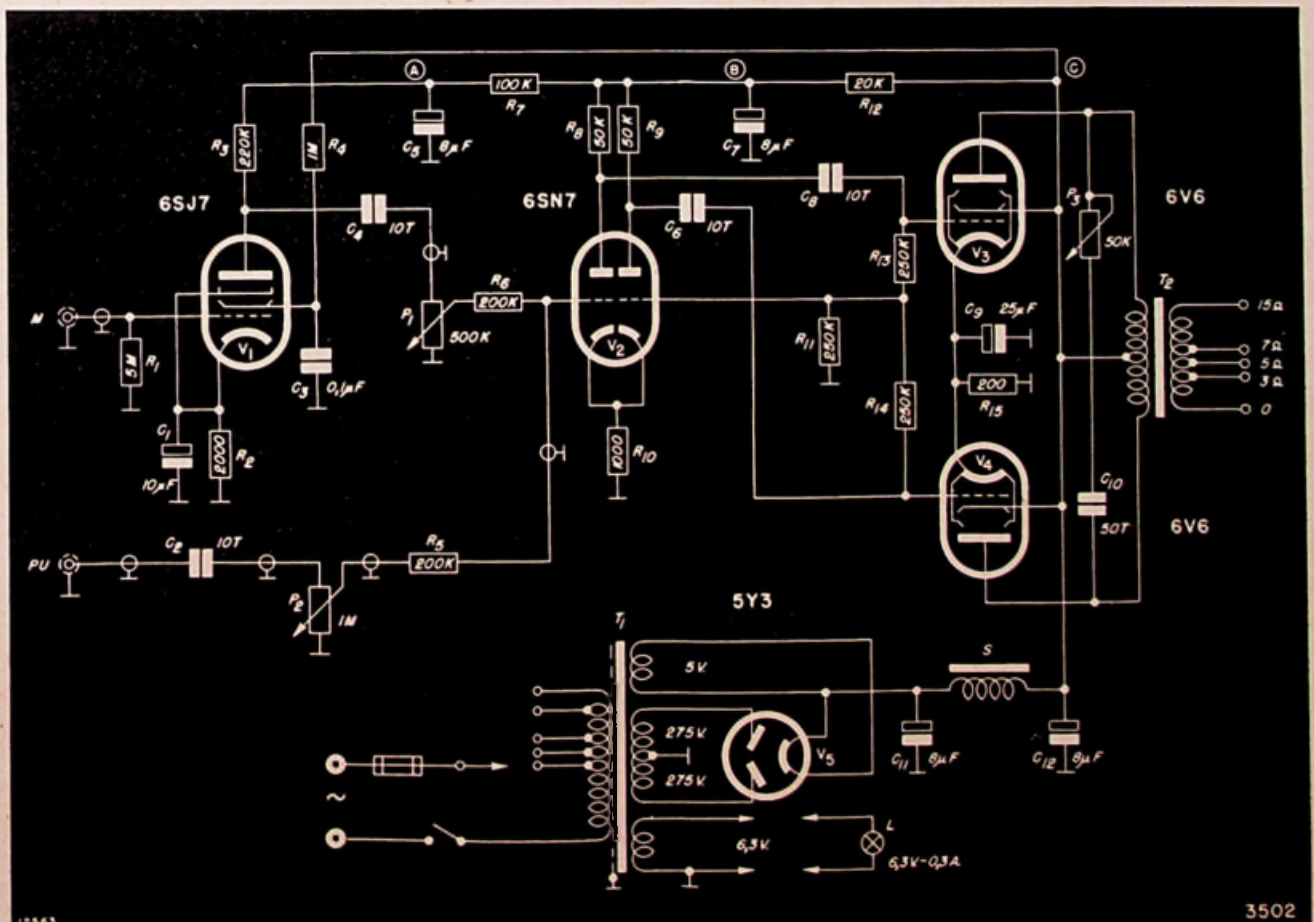 A
B
C
100K
R7
20K
R12
R3
220K
1M
R4
C5
8µF
R8
50K
50K
R9
C7
8µF
6SJ7
C4
10T
6SN7
C6
10T
C8
10T
6V6
P3
50K
V3
R13
250K
T2
M
R1
5M
V1
P1
500K
R6
200K
V2
R11
250K
C9
25µF
15Ω
7Ω
5Ω
3Ω
0
C3
0,1µF
200
R15
R14
250K
C1
10µF
2000
R2
1000
R10
V4
C10
50T
6V6
PU
C2
10T
R5
200K
P2
1M
5Y3
T1
5V.
S
275V.
275V.
V5
C11
8µF
C12
8µF
~
6,3V.
L
6,3V-0,3A.
12563
3502